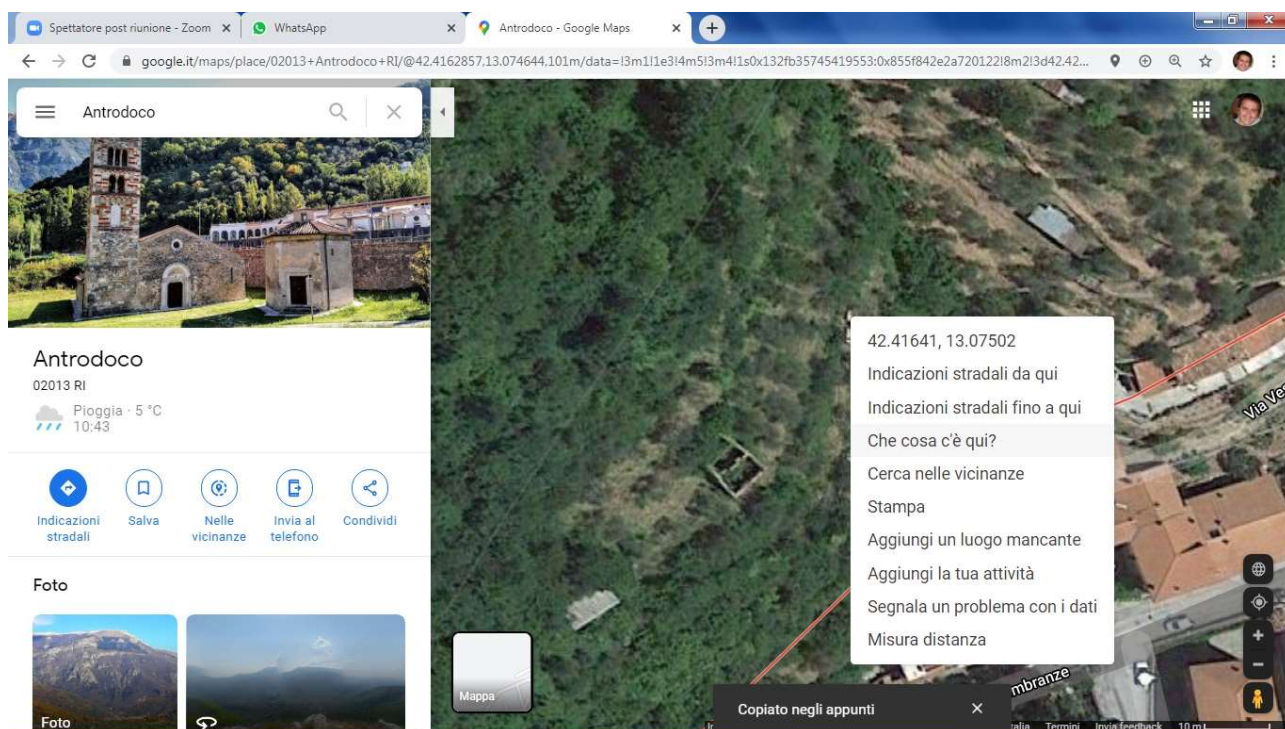 Spettatore post riunione - Zoom
WhatsApp
Antrodoco - Google Maps
google.it/maps/place/02013+Antrodoco+RI/@42.4162857,13.074644,101m/data=!3m1!1e3!4m5!3m4!1s0x132fb35745419553:0x855f842e2a720122!8m2!3d42.42...
Antrodoco
Antrodoco
02013 RI
Pioggia · 5 °C
10:43
Indicazioni stradali
Salva
Nelle vicinanze
Invia al telefono
Condividi
Foto
Foto
42.41641, 13.07502
Indicazioni stradali da qui
Indicazioni stradali fino a qui
Che cosa c'è qui?
Cerca nelle vicinanze
Stampa
Aggiungi un luogo mancante
Aggiungi la tua attività
Segnala un problema con i dati
Misura distanza
Via Ve
mbranze
Mappa
Copiato negli appunti
Termini
Invia feedback
10 m